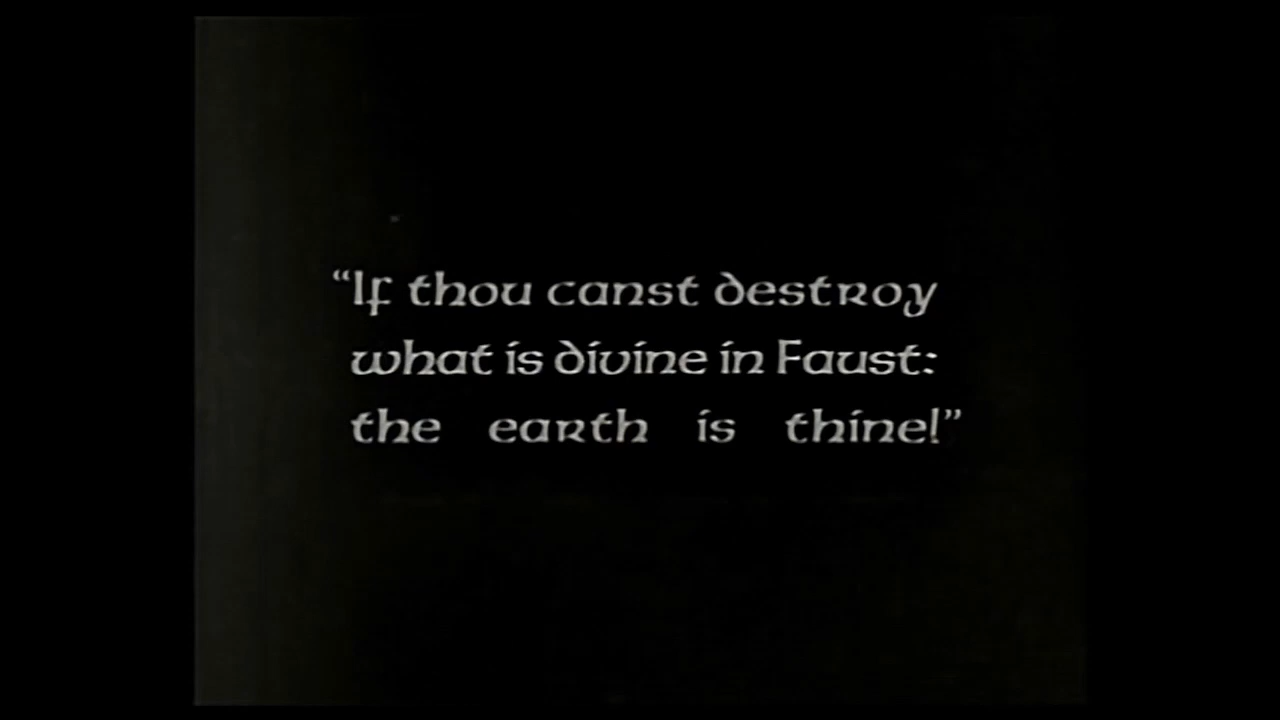 “If thou canst destroy
what is divine in Faust:
the earth is thine!”